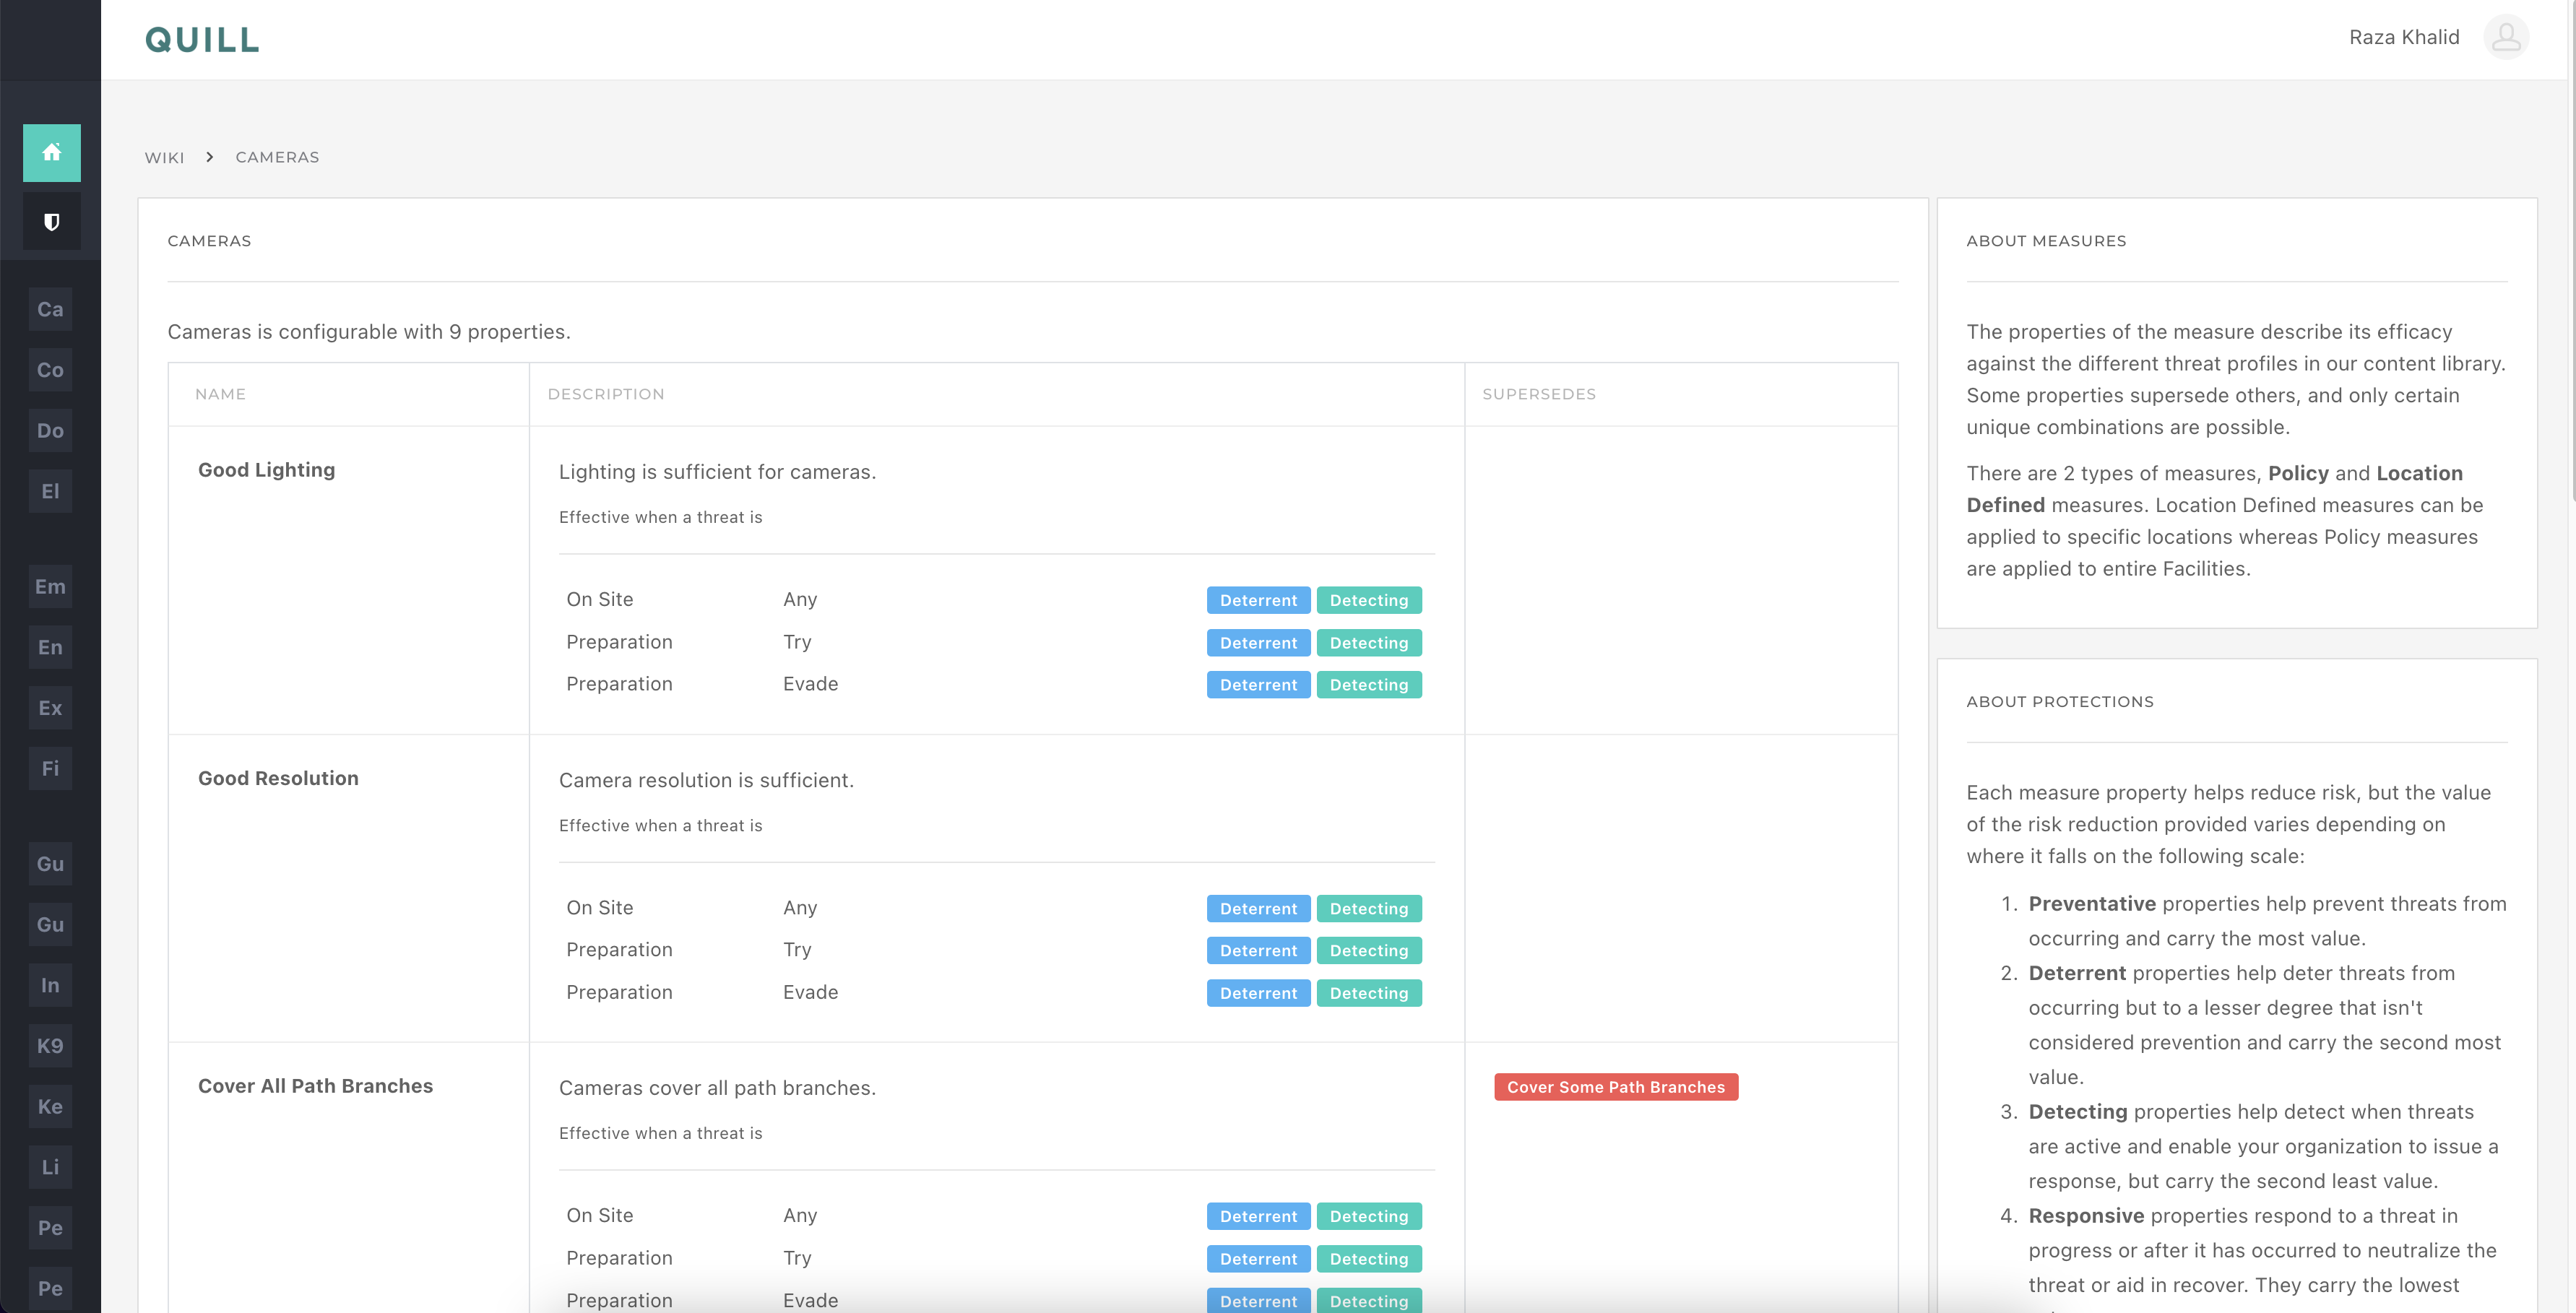 QUILL
Raza Khalid
WIKI > CAMERAS
Ca
Co
Do
El
Em
En
Ex
Fi
Gu
Gu
In
K9
Ke
Li
Pe
Pe
CAMERAS
Cameras is configurable with 9 properties.
NAME DESCRIPTION SUPERSEDES
Good Lighting
Lighting is sufficient for cameras.
Effective when a threat is
On Site Any Deterrent Detecting
Preparation Try Deterrent Detecting
Preparation Evade Deterrent Detecting
Good Resolution
Camera resolution is sufficient.
Effective when a threat is
On Site Any Deterrent Detecting
Preparation Try Deterrent Detecting
Preparation Evade Deterrent Detecting
Cover All Path Branches
Cameras cover all path branches.
Cover Some Path Branches
Effective when a threat is
On Site Any Deterrent Detecting
Preparation Try Deterrent Detecting
Preparation Evade Deterrent Detecting
ABOUT MEASURES
The properties of the measure describe its efficacy
against the different threat profiles in our content library.
Some properties supersede others, and only certain
unique combinations are possible.
There are 2 types of measures, Policy and Location
Defined measures. Location Defined measures can be
applied to specific locations whereas Policy measures
are applied to entire Facilities.
ABOUT PROTECTIONS
Each measure property helps reduce risk, but the value
of the risk reduction provided varies depending on
where it falls on the following scale:
1. Preventative properties help prevent threats from
occurring and carry the most value.
2. Deterrent properties help deter threats from
occurring but to a lesser degree that isn't
considered prevention and carry the second most
value.
3. Detecting properties help detect when threats
are active and enable your organization to issue a
response, but carry the second least value.
4. Responsive properties respond to a threat in
progress or after it has occurred to neutralize the
threat or aid in recover. They carry the lowest